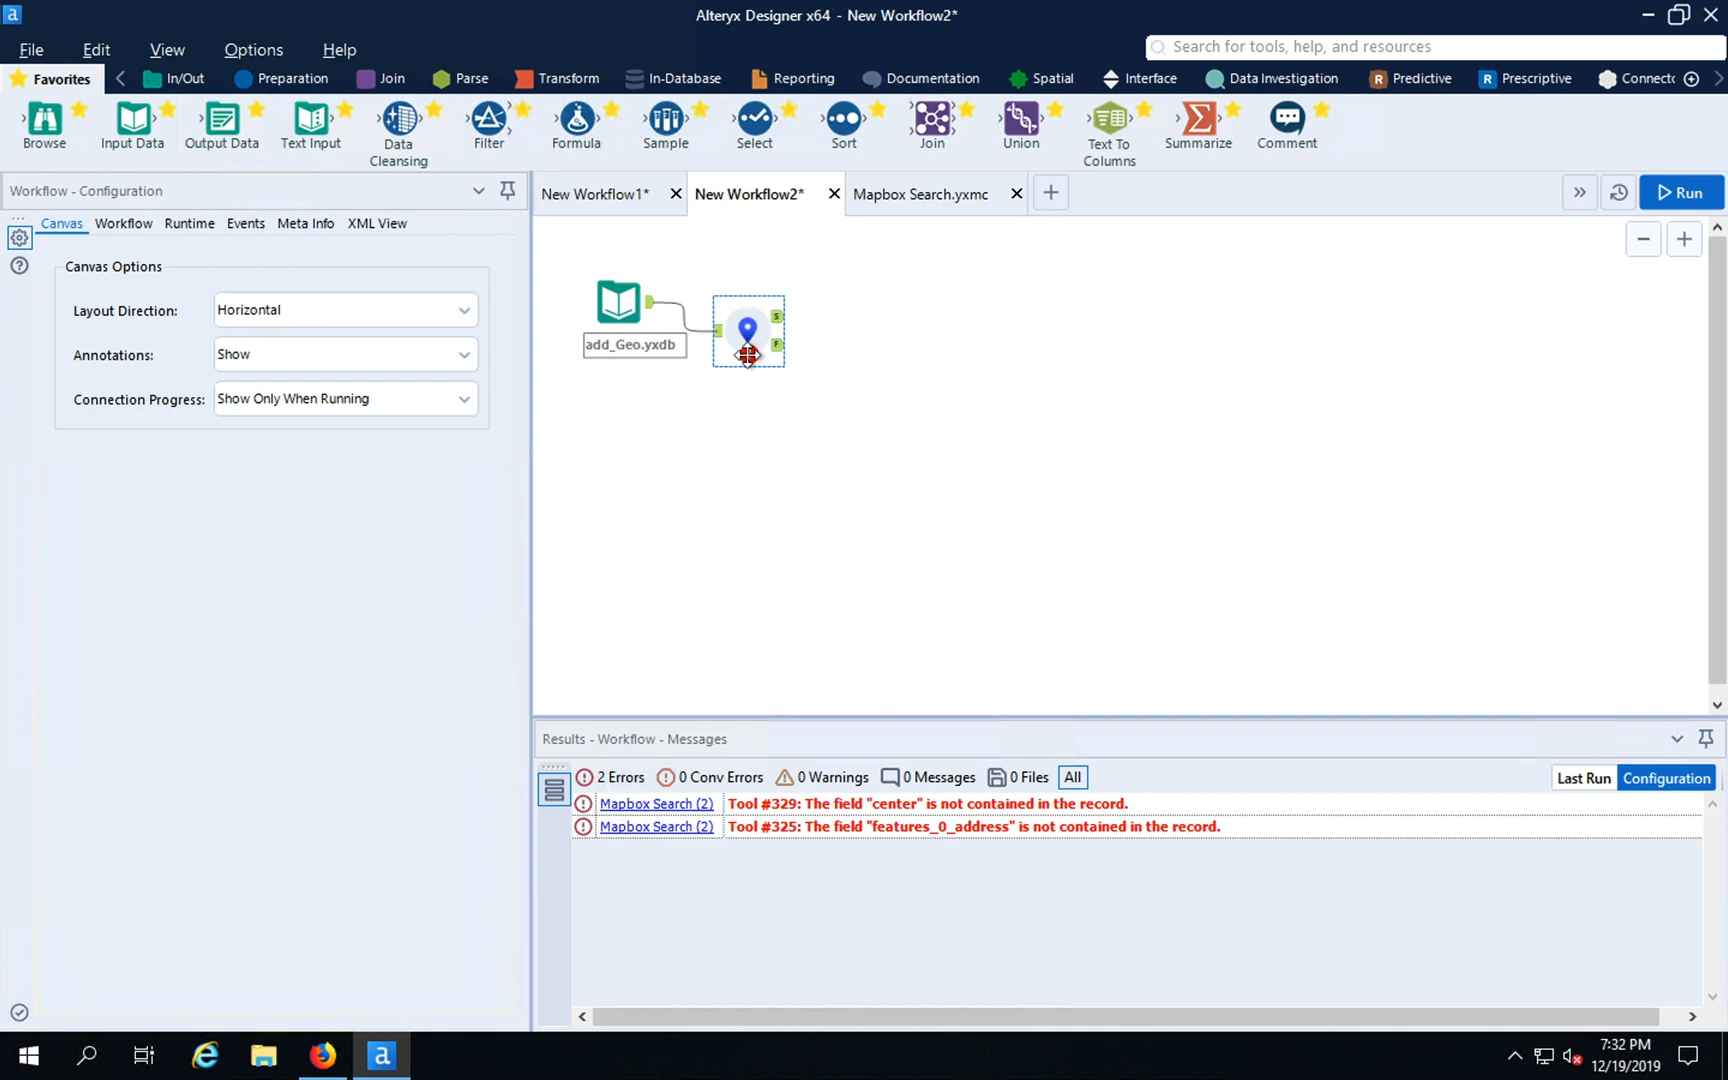 a
Alteryx Designer x64 - New Workflow2*
File Edit View Options Help
Search for tools, help, and resources
Favorites In/Out Preparation Join Parse Transform In-Database Reporting Documentation Spatial Interface Data Investigation R Predictive R Prescriptive Connectc
Browse Input Data Output Data Text Input Data Cleansing Filter Formula Sample Select Sort Join Union Text To Columns Summarize Comment
Workflow - Configuration
New Workflow1* New Workflow2* Mapbox Search.yxmc
Run
Canvas Workflow Runtime Events Meta Info XML View
Canvas Options
Layout Direction: Horizontal
Annotations: Show
Connection Progress: Show Only When Running
S
F
add_Geo.yxdb
Results - Workflow - Messages
2 Errors 0 Conv Errors 0 Warnings 0 Messages 0 Files All Last Run Configuration
Mapbox Search (2) Tool #329: The field "center" is not contained in the record.
Mapbox Search (2) Tool #325: The field "features_0_address" is not contained in the record.
a
7:32 PM
12/19/2019